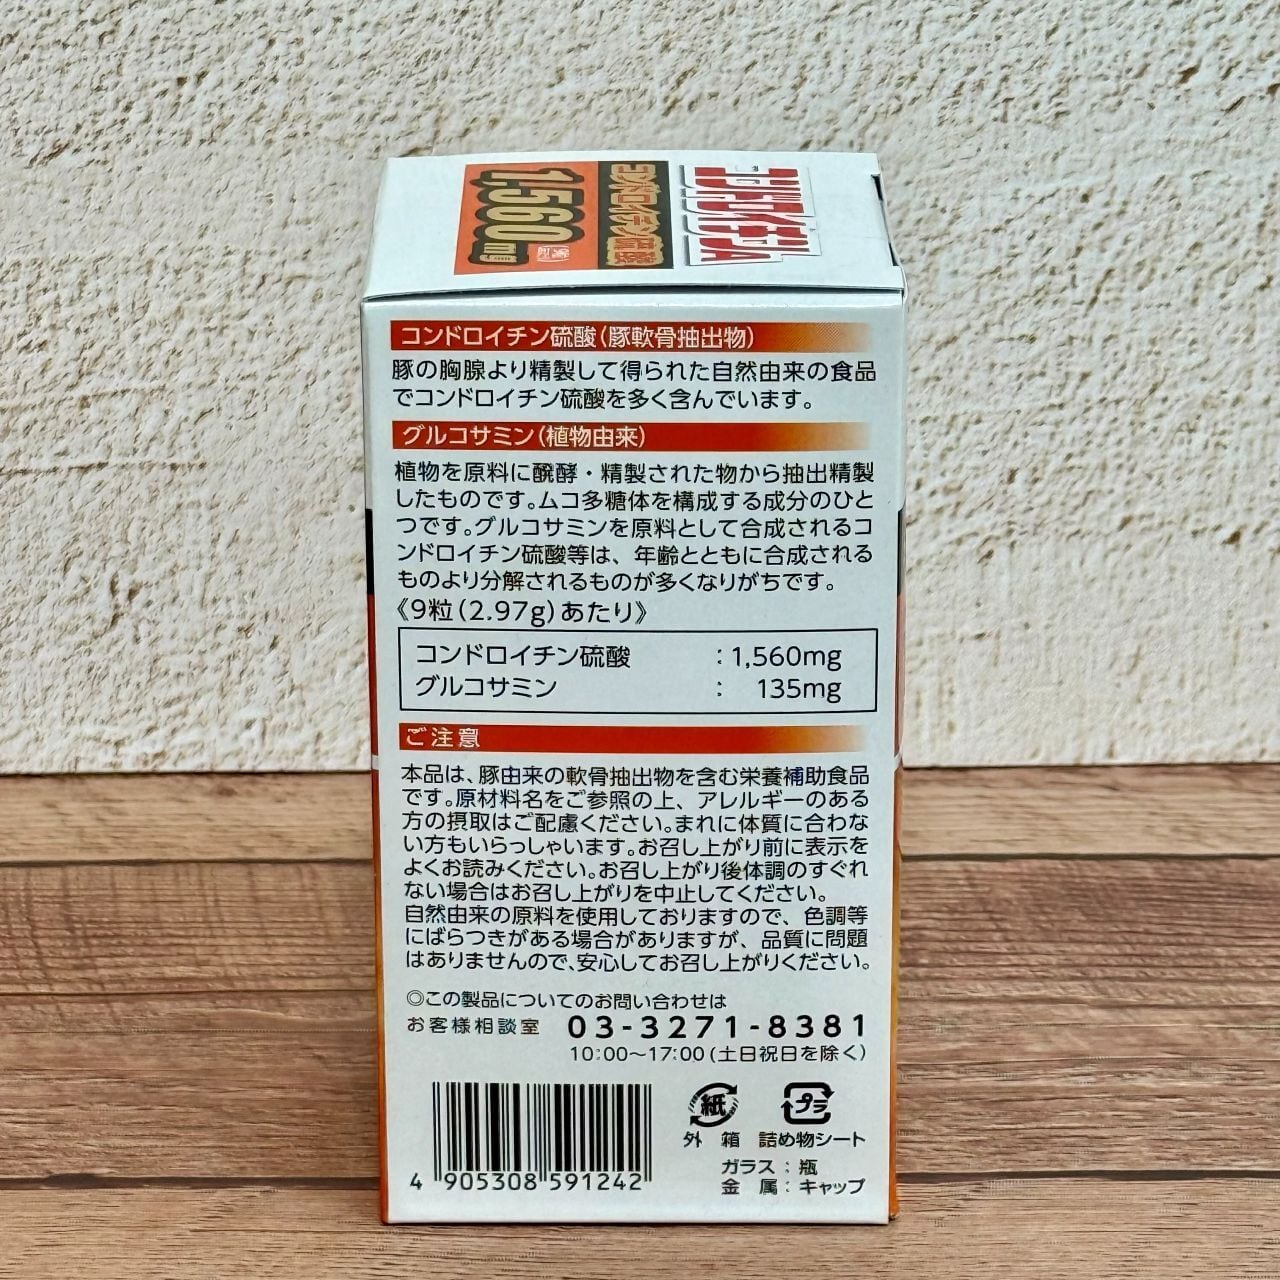 コンドロイチン硫酸
1,560mg
コンドロイチン硫酸(豚軟骨抽出物)
豚の胸腺より精製して得られた自然由来の食品
でコンドロイチン硫酸を多く含んでいます。
グルコサミン(植物由来)
植物を原料に醗酵・精製された物から抽出精製
したものです。ムコ多糖体を構成する成分のひと
つです。グルコサミンを原料として合成されるコ
ンドロイチン硫酸等は、年齢とともに合成される
ものより分解されるものが多くなりがちです。
《9粒(2.97g)あたり》
コンドロイチン硫酸 : 1,560mg
グルコサミン : 135mg
ご注意
本品は、豚由来の軟骨抽出物を含む栄養補助食品
です。原材料名をご参照の上、アレルギーのある
方の摂取はご配慮ください。まれに体質に合わな
い方もいらっしゃいます。お召し上がり前に表示を
よくお読みください。お召し上がり後体調のすぐれ
ない場合はお召し上がりを中止してください。
自然由来の原料を使用しておりますので、色調等
にばらつきがある場合がありますが、品質に問題
はありませんので、安心してお召し上がりください。
◎この製品についてのお問い合わせは
お客様相談室 03-3271-8381
10:00〜17:00(土日祝日を除く)
紙 プラ
外箱 詰め物シート
ガラス:瓶
金属:キャップ
4 905308 591242